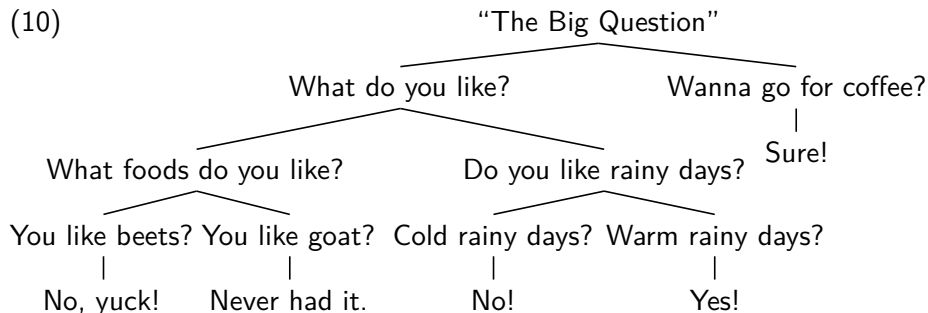 (10) “The Big Question”
What do you like? Wanna go for coffee?
Sure!
What foods do you like? Do you like rainy days?
You like beets? You like goat? Cold rainy days? Warm rainy days?
No, yuck! Never had it. No! Yes!